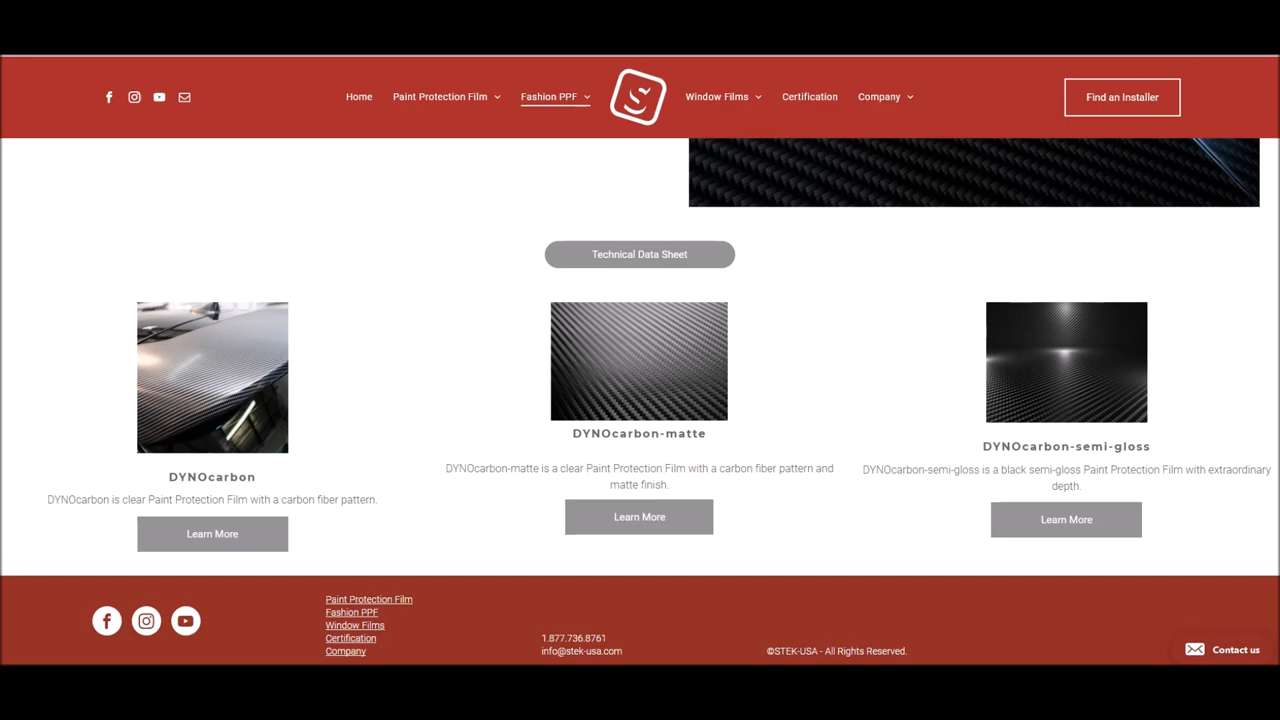 Home Paint Protection Film Fashion PPF Window Films Certification Company Find an Installer
Technical Data Sheet
DYNOcarbon
DYNOcarbon is clear Paint Protection Film with a carbon fiber pattern.
Learn More
DYNOcarbon-matte
DYNOcarbon-matte is a clear Paint Protection Film with a carbon fiber pattern and
matte finish.
Learn More
DYNOcarbon-semi-gloss
DYNOcarbon-semi-gloss is a black semi-gloss Paint Protection Film with extraordinary
depth.
Learn More
Paint Protection Film
Fashion PPF
Window Films
Certification
Company
1.877.736.8761
info@stek-usa.com
©STEK-USA - All Rights Reserved.
Contact us